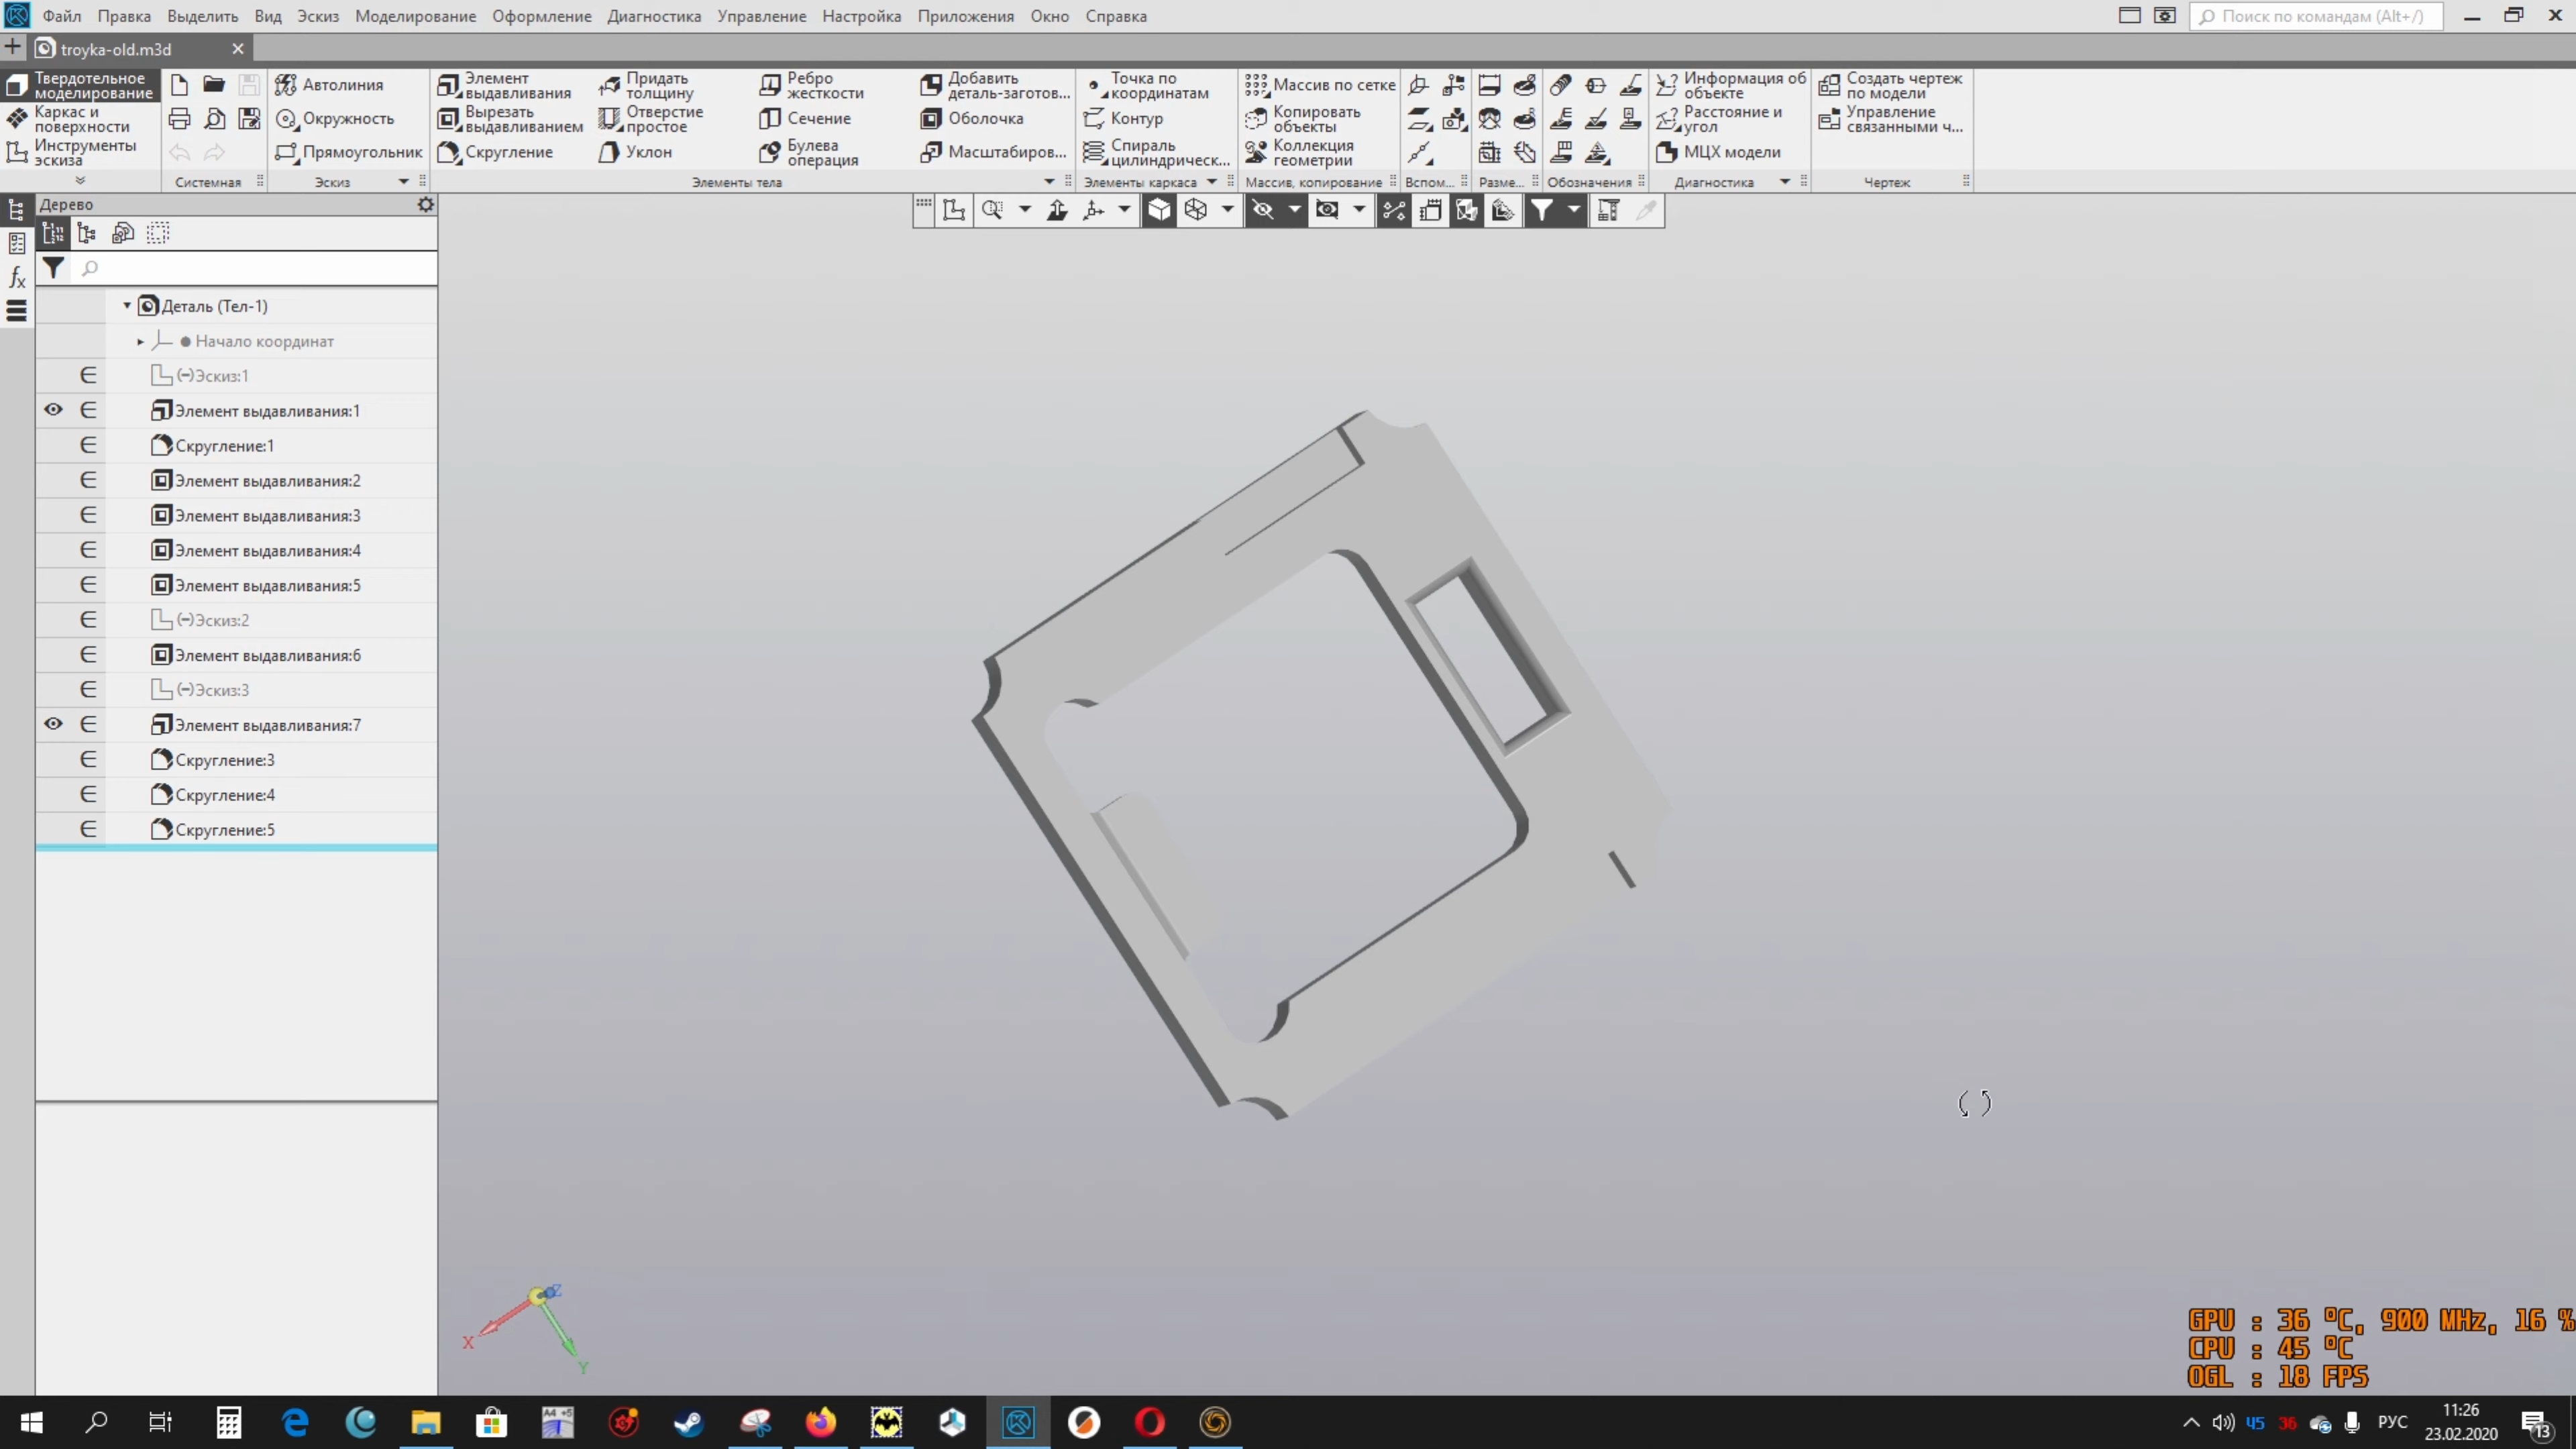 Файл Правка Выделить Вид Эскиз Моделирование Оформление Диагностика Управление Настройка Приложения Окно Справка
Поиск по командам (Alt+/)
troyka-old.m3d
Твердотельное моделирование
Каркас и поверхности
Инструменты эскиза
Системная
Автолиния
Окружность
Прямоугольник
Эскиз
Элемент выдавливания
Вырезать выдавливанием
Скругление
Придать толщину
Отверстие простое
Уклон
Ребро жесткости
Сечение
Булева операция
Добавить деталь-заготов...
Оболочка
Масштабиров...
Элементы тела
Точка по координатам
Контур
Спираль цилиндрическ...
Элементы каркаса
Массив по сетке
Копировать объекты
Коллекция геометрии
Массив, копирование
Вспом...
Разме...
Обозначения
Информация об объекте
Расстояние и угол
МЦХ модели
Диагностика
Создать чертеж по модели
Управление связанными ч...
Чертеж
Дерево
Деталь (Тел-1)
Начало координат
(-)Эскиз:1
Элемент выдавливания:1
Скругление:1
Элемент выдавливания:2
Элемент выдавливания:3
Элемент выдавливания:4
Элемент выдавливания:5
(-)Эскиз:2
Элемент выдавливания:6
(-)Эскиз:3
Элемент выдавливания:7
Скругление:3
Скругление:4
Скругление:5
X
Y
Z
GPU : 36 °C, 900 MHz, 16 %
CPU : 45 °C
OGL : 18 FPS
A4 +5
45 36 РУС
11:26
23.02.2020
13